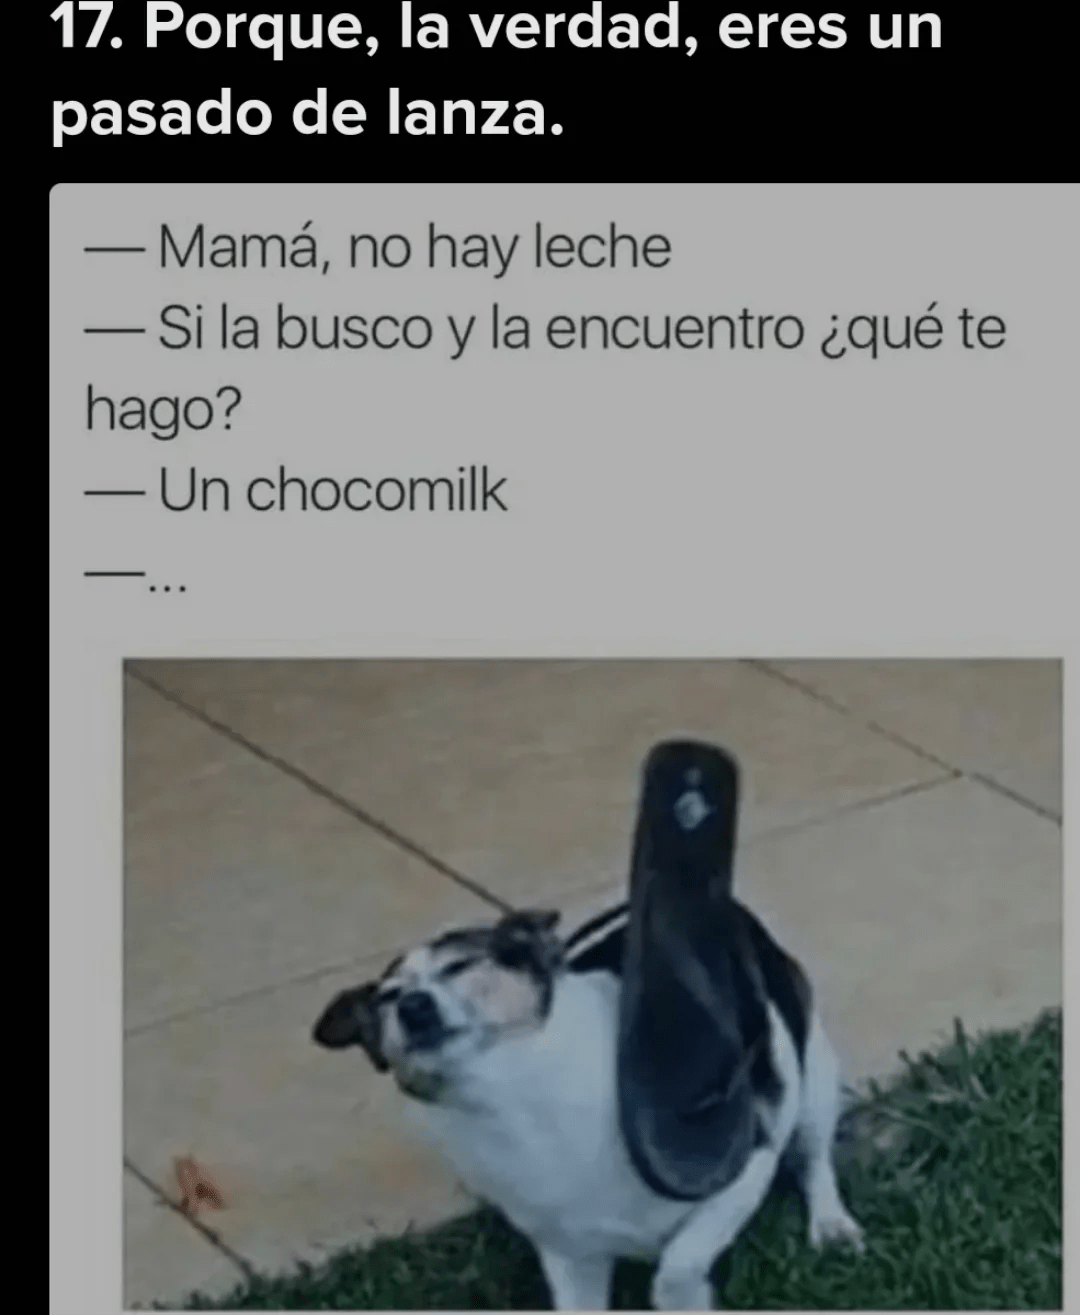 17. Porque, la verdad, eres un
pasado de lanza.
— Mamá, no hay leche
— Si la busco y la encuentro ¿qué te
hago?
— Un chocomilk
—...